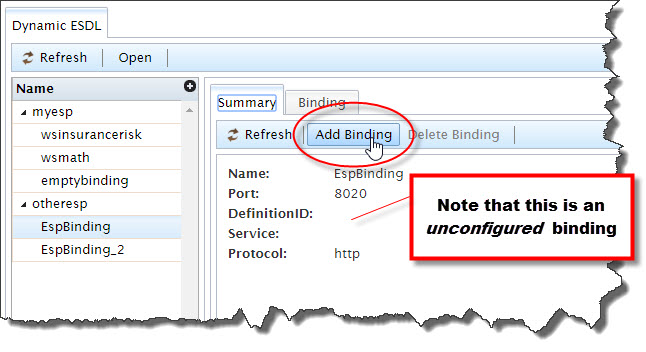 Dynamic ESDL
Refresh Open
Name
myesp
wsinsurancerisk
wsmath
emptybinding
otheresp
EspBinding
EspBinding_2
Summary Binding
Refresh Add Binding Delete Binding
Name: EspBinding
Port: 8020
DefinitionID:
Service:
Protocol: http
Note that this is an
unconfigured binding